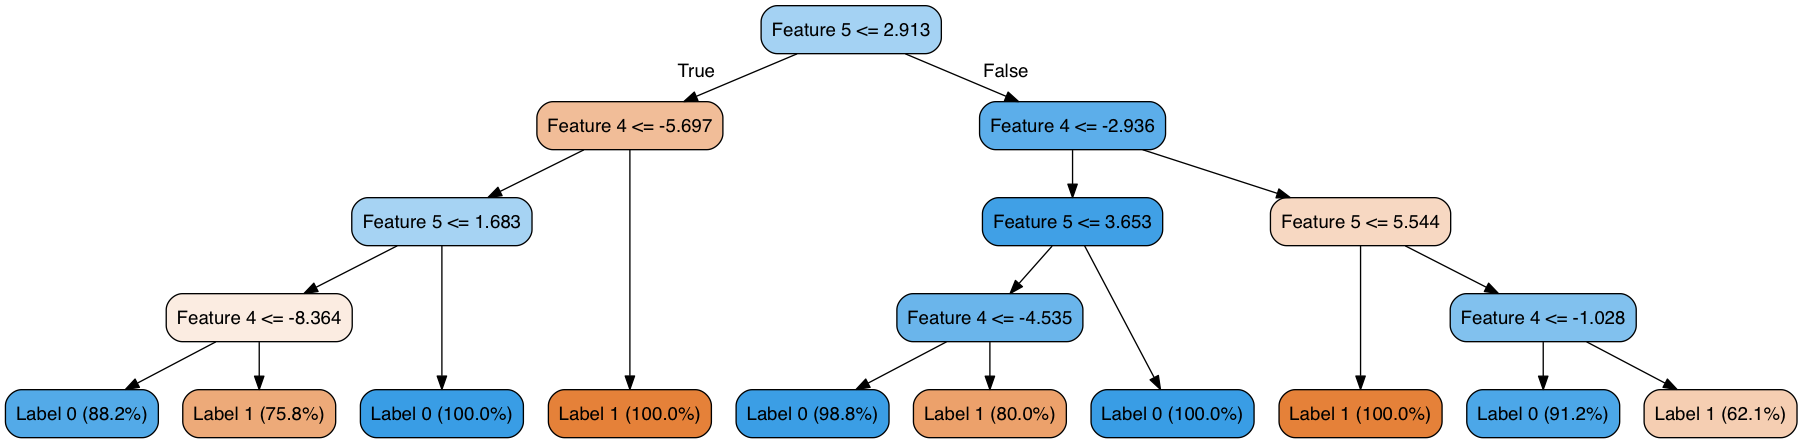 Feature 5 <= 2.913
True
False
Feature 4 <= -5.697
Feature 4 <= -2.936
Feature 5 <= 1.683
Feature 5 <= 3.653
Feature 5 <= 5.544
Feature 4 <= -8.364
Feature 4 <= -4.535
Feature 4 <= -1.028
Label 0 (88.2%)
Label 1 (75.8%)
Label 0 (100.0%)
Label 1 (100.0%)
Label 0 (98.8%)
Label 1 (80.0%)
Label 0 (100.0%)
Label 1 (100.0%)
Label 0 (91.2%)
Label 1 (62.1%)